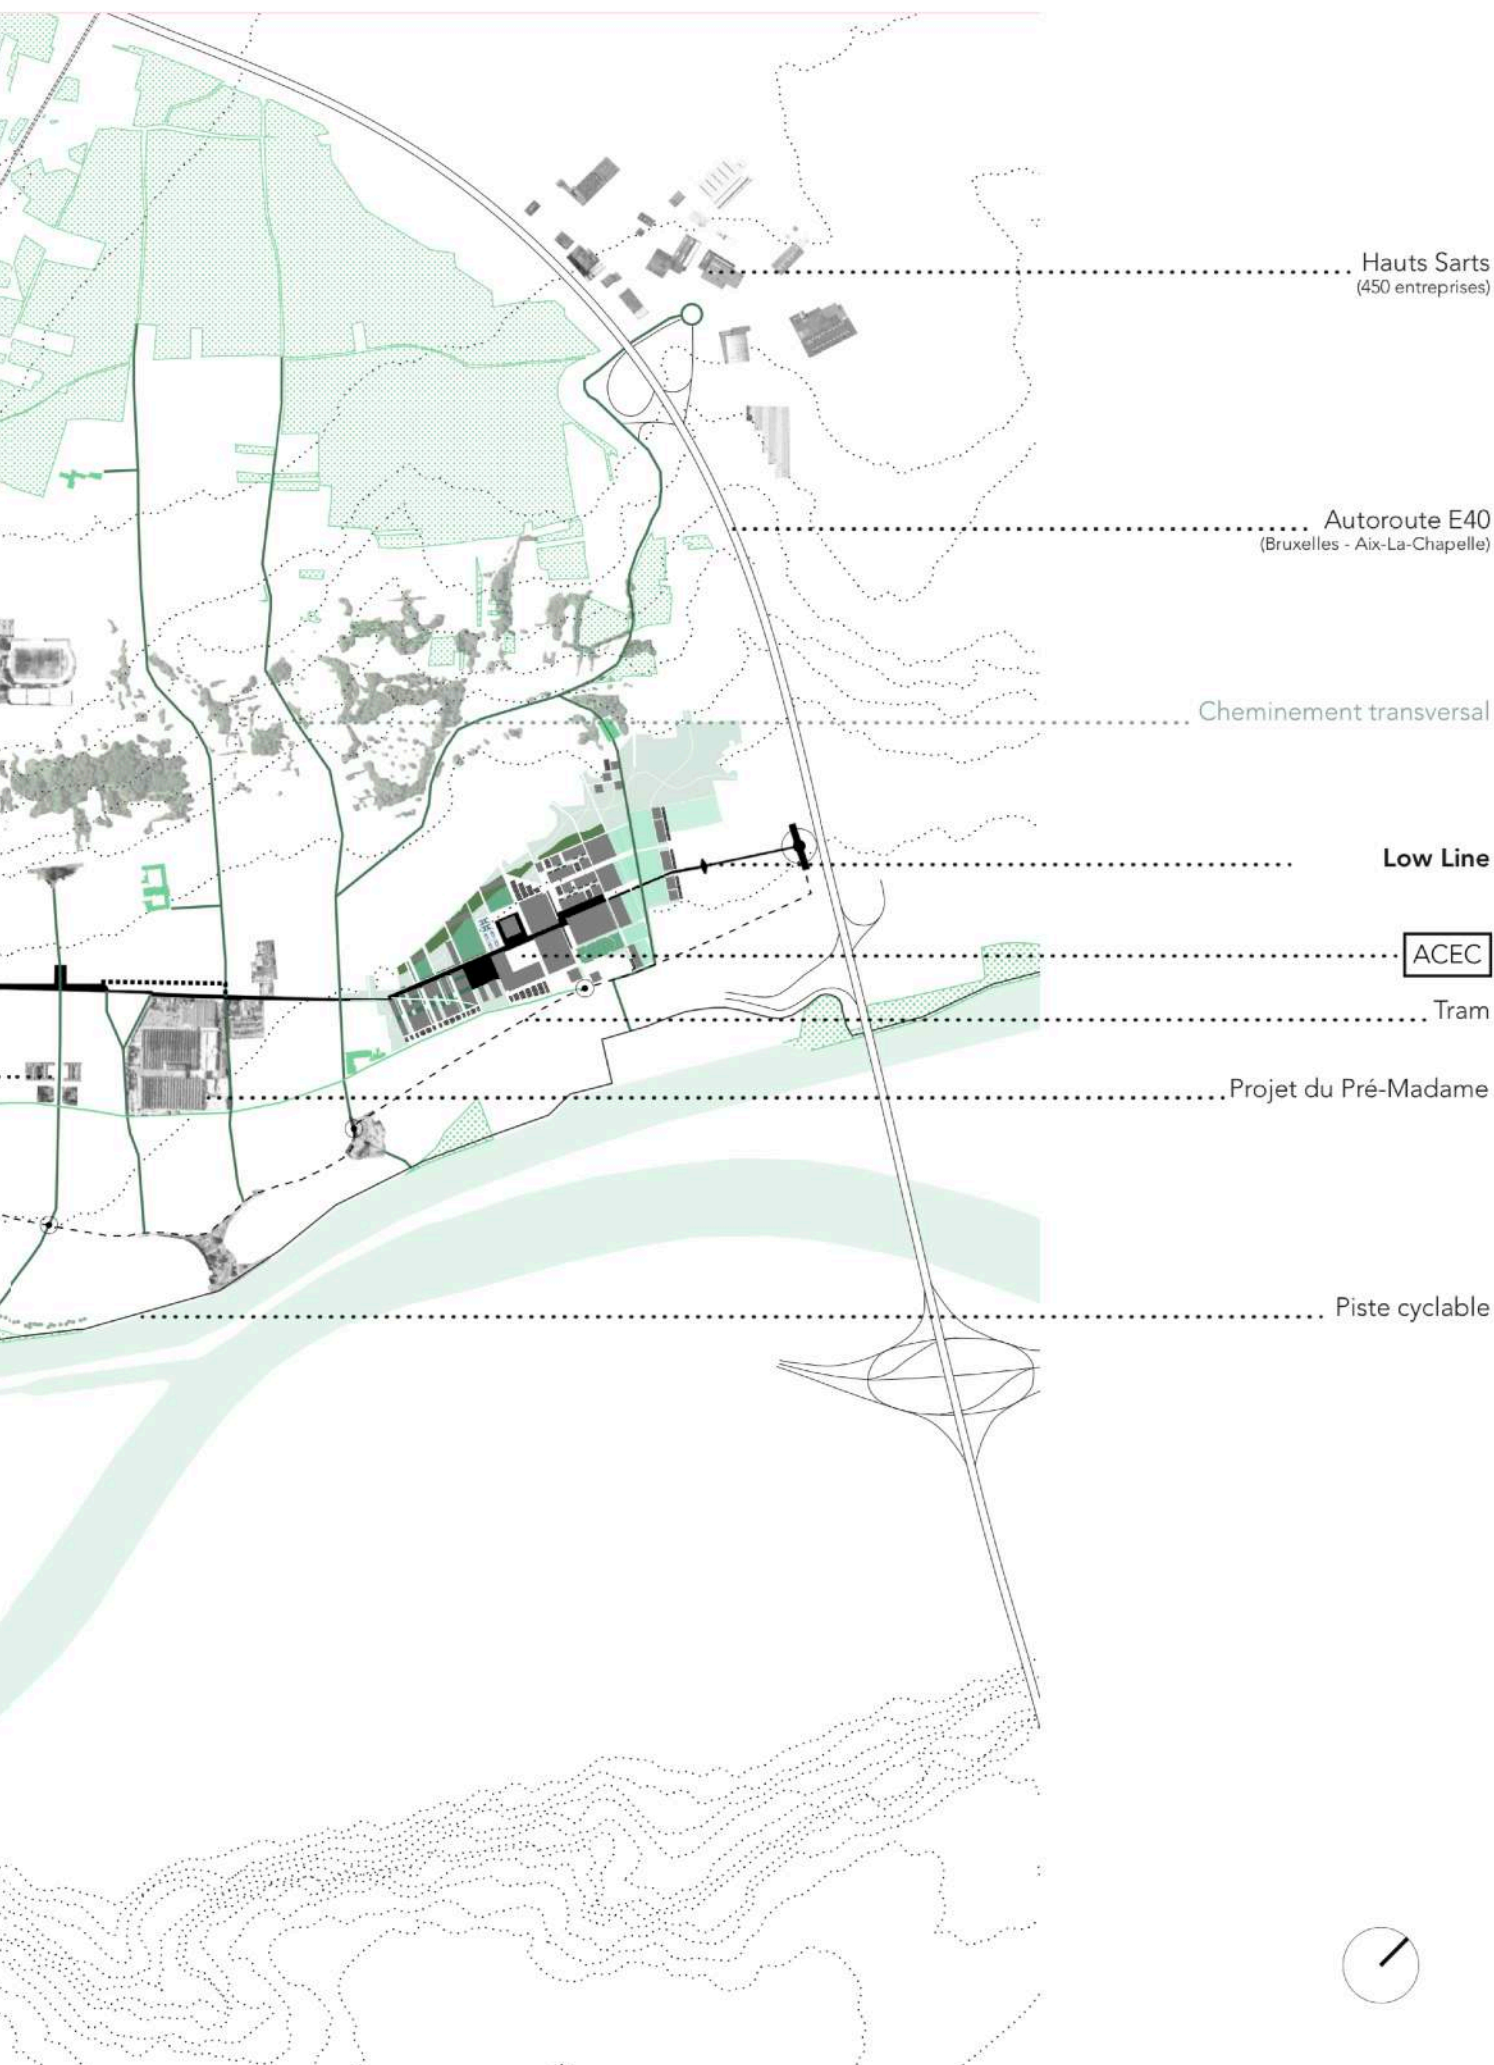 Hauts Sarts
(450 entreprises)
Autoroute E40
(Bruxelles - Aix-La-Chapelle)
Cheminement transversal
Low Line
ACEC
Tram
Projet du Pré-Madame
Piste cyclable